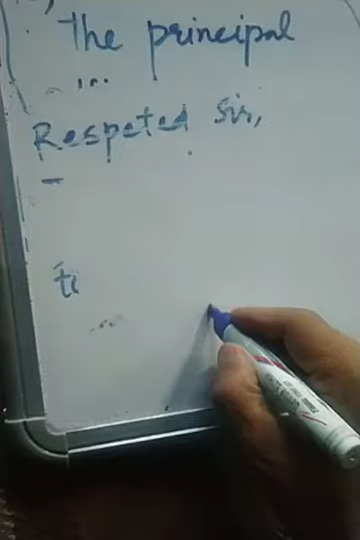 The principal
...
Respeted Sir,